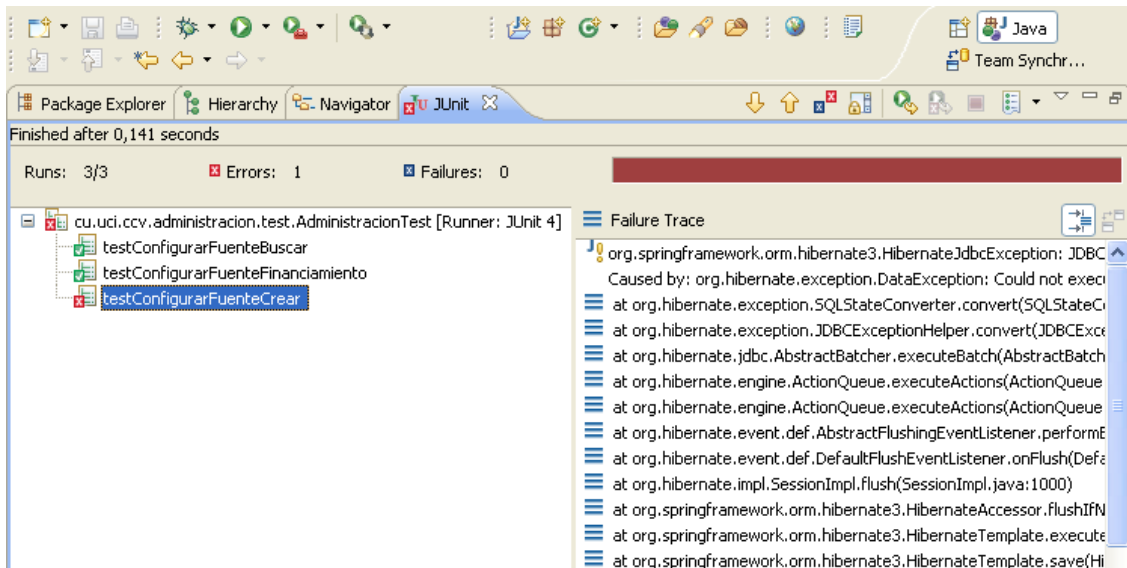 Java
Team Synchr...
Package Explorer Hierarchy Navigator JUnit
Finished after 0,141 seconds
Runs: 3/3 Errors: 1 Failures: 0
cu.uci.ccv.administracion.test.AdministracionTest [Runner: JUnit 4]
testConfigurarFuenteBuscar
testConfigurarFuenteFinanciamiento
testConfigurarFuenteCrear
Failure Trace
org.springframework.orm.hibernate3.HibernateJdbcException: JDBC
Caused by: org.hibernate.exception.DataException: Could not exec
at org.hibernate.exception.SQLStateConverter.convert(SQLStateC
at org.hibernate.exception.JDBCExceptionHelper.convert(JDBCExce
at org.hibernate.jdbc.AbstractBatcher.executeBatch(AbstractBatch
at org.hibernate.engine.ActionQueue.executeActions(ActionQueue
at org.hibernate.engine.ActionQueue.executeActions(ActionQueue
at org.hibernate.event.def.AbstractFlushingEventListener.performE
at org.hibernate.event.def.DefaultFlushEventListener.onFlush(Defa
at org.hibernate.impl.SessionImpl.flush(SessionImpl.java:1000)
at org.springframework.orm.hibernate3.HibernateAccessor.flushIfN
at org.springframework.orm.hibernate3.HibernateTemplate.execute
at org.springframework.orm.hibernate3.HibernateTemplate.save(Hi